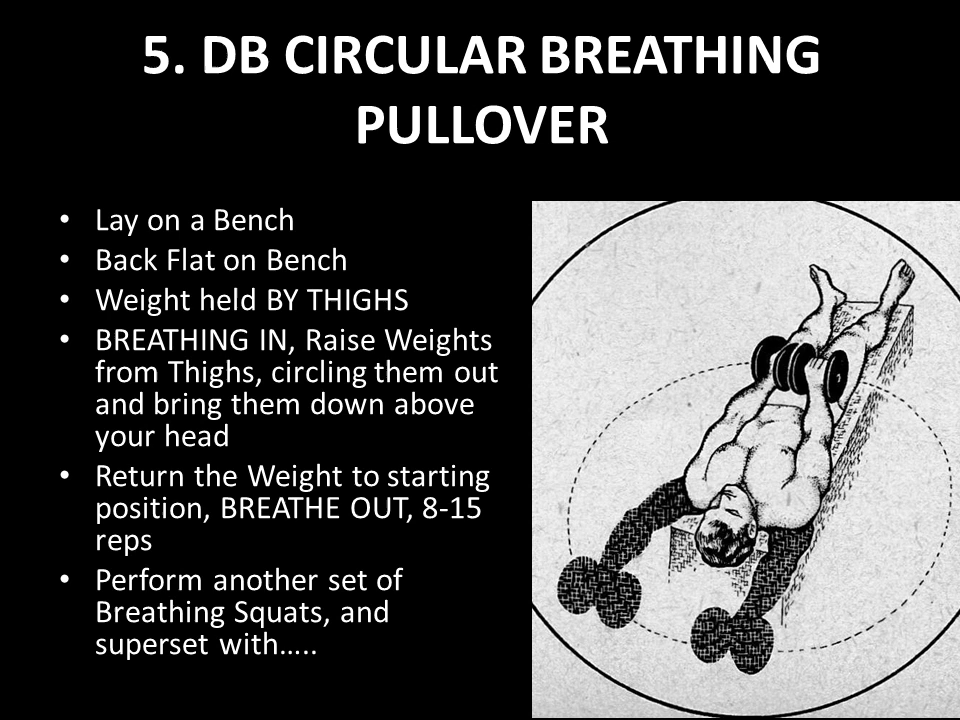 5. DB CIRCULAR BREATHING
PULLOVER
• Lay on a Bench
• Back Flat on Bench
• Weight held BY THIGHS
• BREATHING IN, Raise Weights
from Thighs, circling them out
and bring them down above
your head
• Return the Weight to starting
position, BREATHE OUT, 8-15
reps
• Perform another set of
Breathing Squats, and
superset with.....